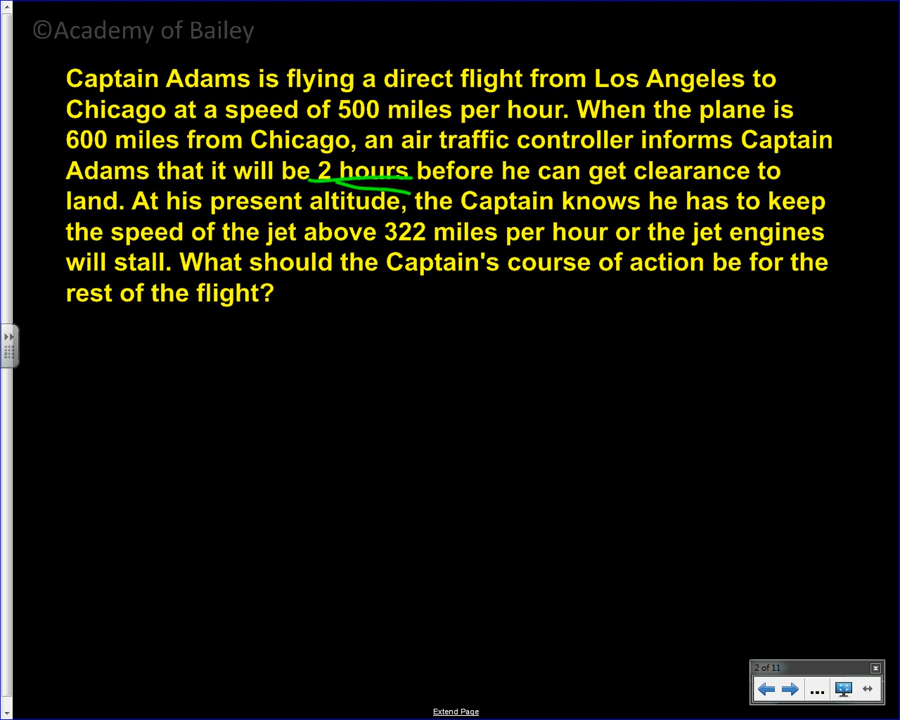 ©Academy of Bailey
Captain Adams is flying a direct flight from Los Angeles to
Chicago at a speed of 500 miles per hour. When the plane is
600 miles from Chicago, an air traffic controller informs Captain
Adams that it will be 2 hours before he can get clearance to
land. At his present altitude, the Captain knows he has to keep
the speed of the jet above 322 miles per hour or the jet engines
will stall. What should the Captain's course of action be for the
rest of the flight?
2 of 11
...
Extend Page